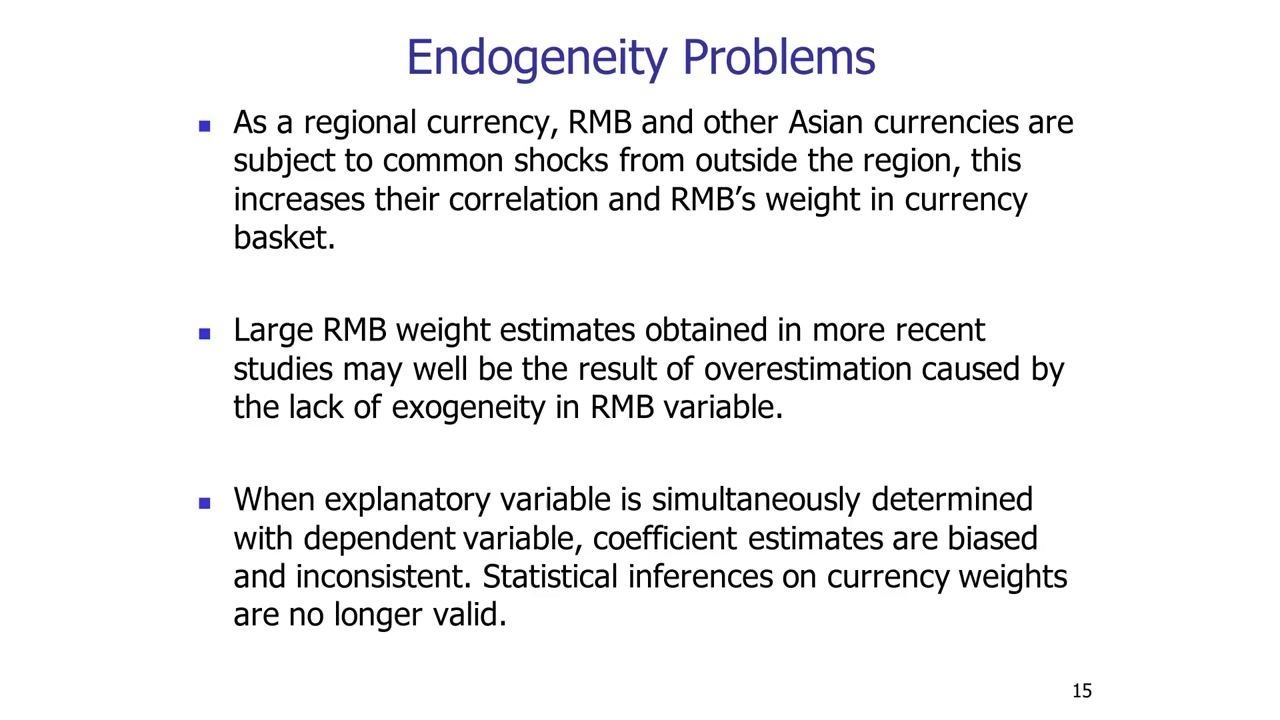 Endogeneity Problems
As a regional currency, RMB and other Asian currencies are
subject to common shocks from outside the region, this
increases their correlation and RMB’s weight in currency
basket.
Large RMB weight estimates obtained in more recent
studies may well be the result of overestimation caused by
the lack of exogeneity in RMB variable.
When explanatory variable is simultaneously determined
with dependent variable, coefficient estimates are biased
and inconsistent. Statistical inferences on currency weights
are no longer valid.
15